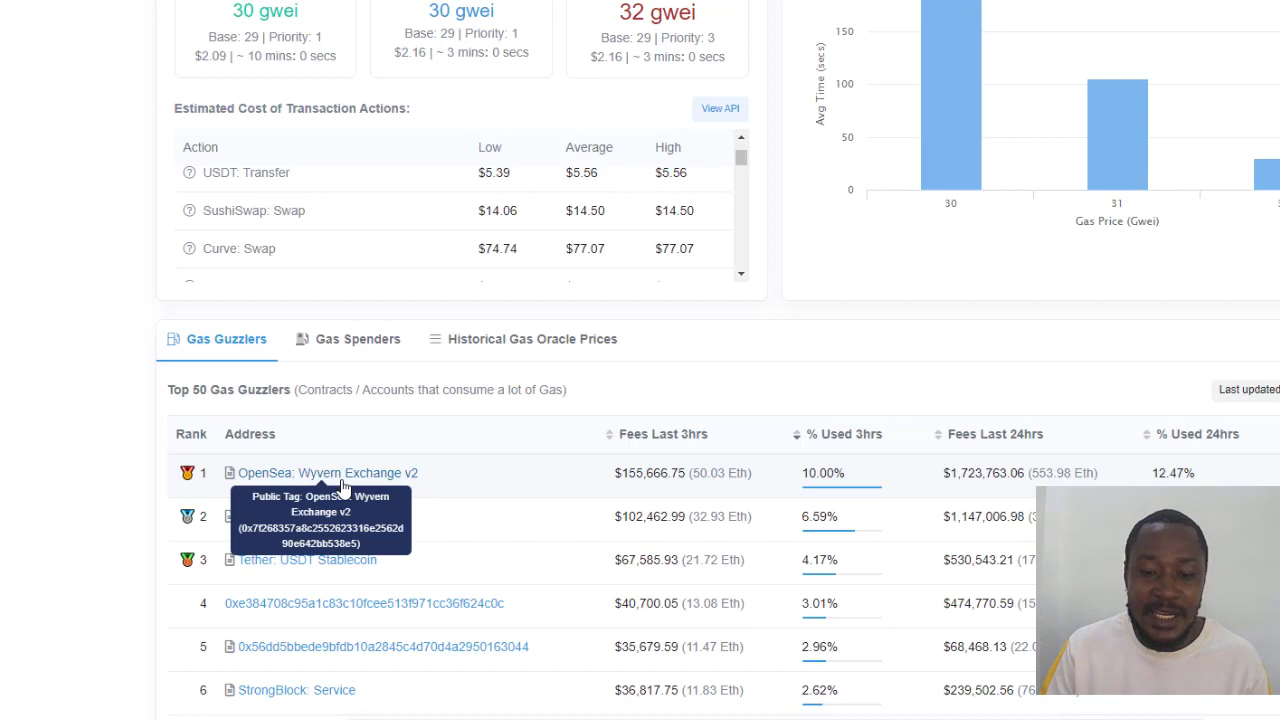 30 gwei
Base: 29 | Priority: 1
$2.09 | ~ 10 mins: 0 secs
30 gwei
Base: 29 | Priority: 1
$2.16 | ~ 3 mins: 0 secs
32 gwei
Base: 29 | Priority: 3
$2.16 | ~ 3 mins: 0 secs
Estimated Cost of Transaction Actions:
View API
Action Low Average High
USDT: Transfer $5.39 $5.56 $5.56
SushiSwap: Swap $14.06 $14.50 $14.50
Curve: Swap $74.74 $77.07 $77.07
150
100
50
0
Avg Time (secs)
30 31
Gas Price (Gwei)
Gas Guzzlers Gas Spenders Historical Gas Oracle Prices
Top 50 Gas Guzzlers (Contracts / Accounts that consume a lot of Gas)
Last updated
Rank Address Fees Last 3hrs % Used 3hrs Fees Last 24hrs % Used 24hrs
1 OpenSea: Wyvern Exchange v2 $155,666.75 (50.03 Eth) 10.00% $1,723,763.06 (553.98 Eth) 12.47%
Public Tag: OpenSea: Wyvern
Exchange v2
(0x7f268357a8c2552623316e2562d
90e642bb538e5)
2 $102,462.99 (32.93 Eth) 6.59% $1,147,006.98
3 Tether: USDT Stablecoin $67,585.93 (21.72 Eth) 4.17% $530,543.21
4 0xe384708c95a1c83c10fcee513f971cc36f624c0c $40,700.05 (13.08 Eth) 3.01% $474,770.59
5 0x56dd5bbede9bfdb10a2845c4d70d4a2950163044 $35,679.59 (11.47 Eth) 2.96% $68,468.13
6 StrongBlock: Service $36,817.75 (11.83 Eth) 2.62% $239,502.56